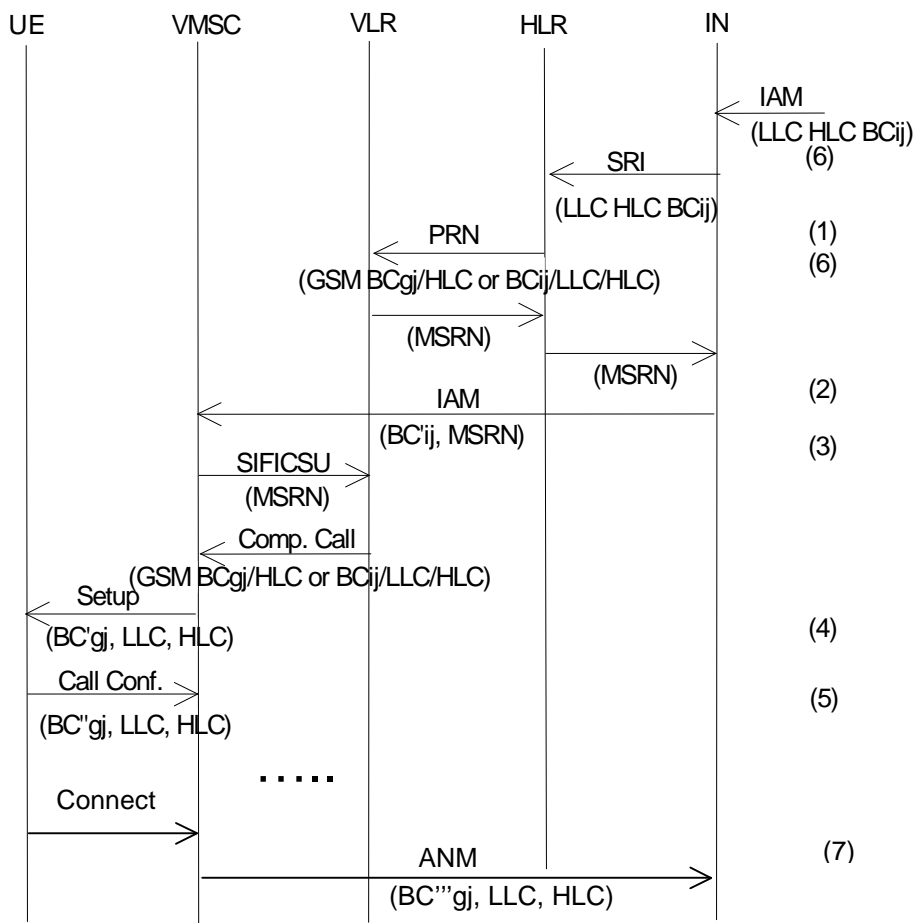 UE VMSC VLR HLR IN
IAM
(LLC HLC BCij)
(6)
SRI
(LLC HLC BCij)
(1)
PRN
(6)
(GSM BCgj/HLC or BCij/LLC/HLC)
(MSRN)
(MSRN)
(2)
IAM
(BC'ij, MSRN)
(3)
SIFICSU
(MSRN)
Comp. Call
(GSM BCgj/HLC or BCij/LLC/HLC)
Setup
(BC'gj, LLC, HLC)
(4)
Call Conf.
(5)
(BC"gj, LLC, HLC)
.....
Connect
(7)
ANM
(BC'''gj, LLC, HLC)